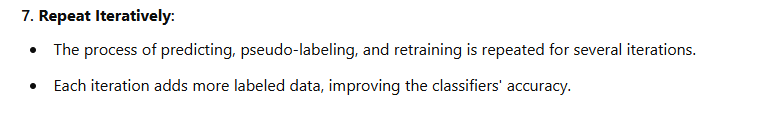 7. Repeat Iteratively:
• The process of predicting, pseudo-labeling, and retraining is repeated for several iterations.
• Each iteration adds more labeled data, improving the classifiers' accuracy.